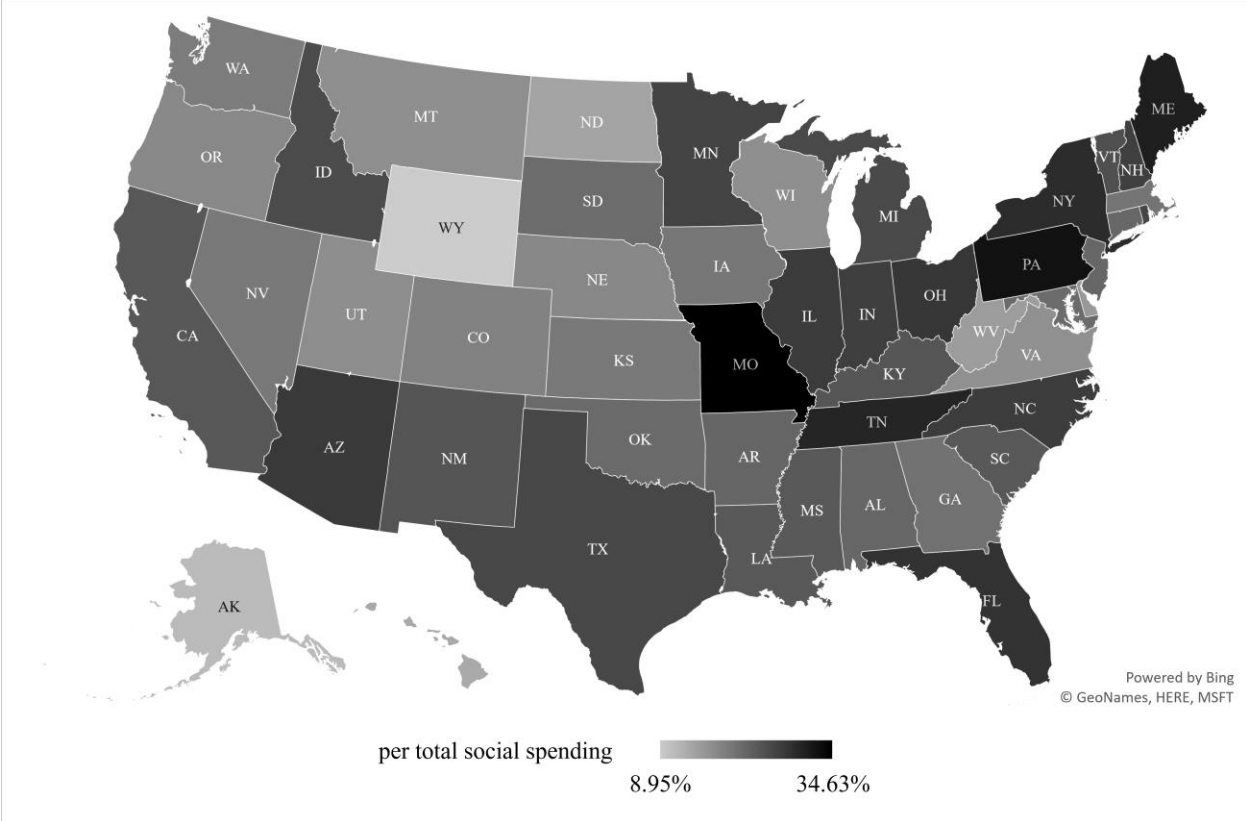 WA
MT
ND
MN
ME
OR
ID
SD
WI
MI
VT
NH
NY
WY
IA
PA
NE
NV
UT
CO
IL
IN
OH
CA
KS
MO
KY
WV
VA
AZ
NM
OK
AR
TN
NC
SC
MS
AL
GA
TX
LA
FL
AK
Powered by Bing
© GeoNames, HERE, MSFT
per total social spending
8.95%
34.63%